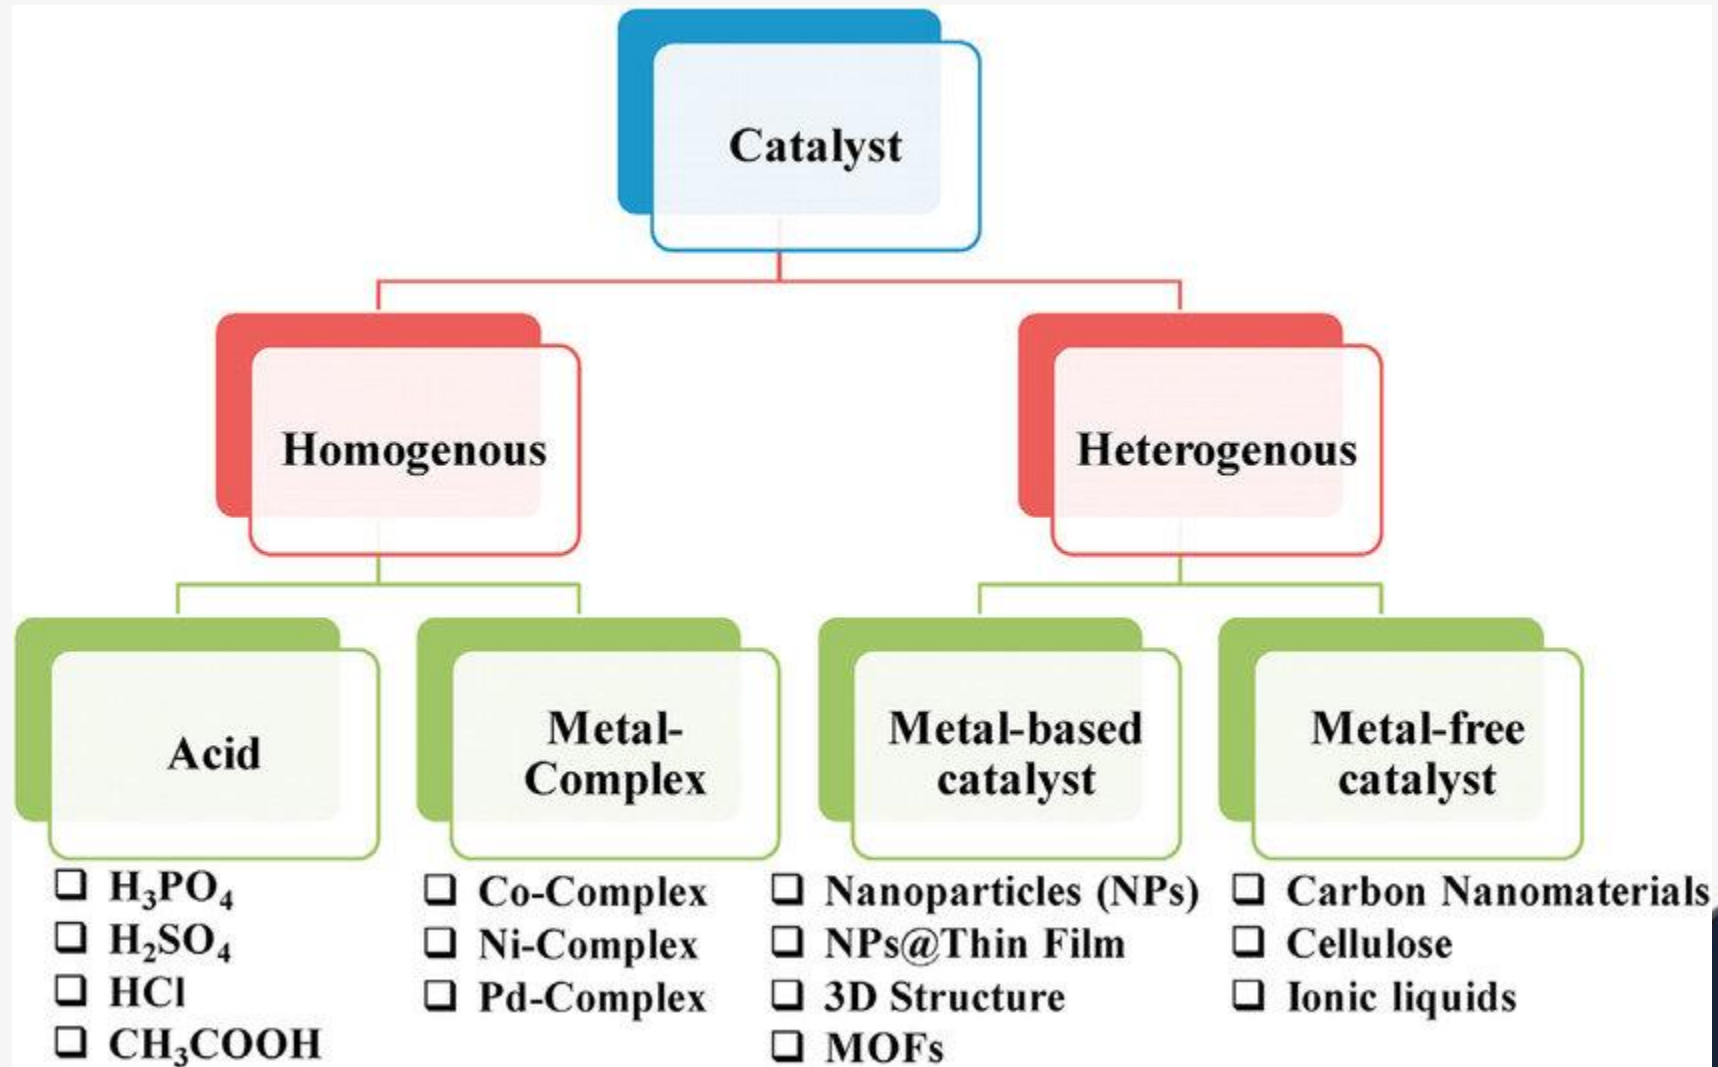 Catalyst
Homogenous
Heterogenous
Acid
Metal-
Complex
Metal-based
catalyst
Metal-free
catalyst
❑ H₃PO₄
❑ H₂SO₄
❑ HCl
❑ CH₃COOH
❑ Co-Complex
❑ Ni-Complex
❑ Pd-Complex
❑ Nanoparticles (NPs)
❑ NPs@Thin Film
❑ 3D Structure
❑ MOFs
❑ Carbon Nanomaterials
❑ Cellulose
❑ Ionic liquids